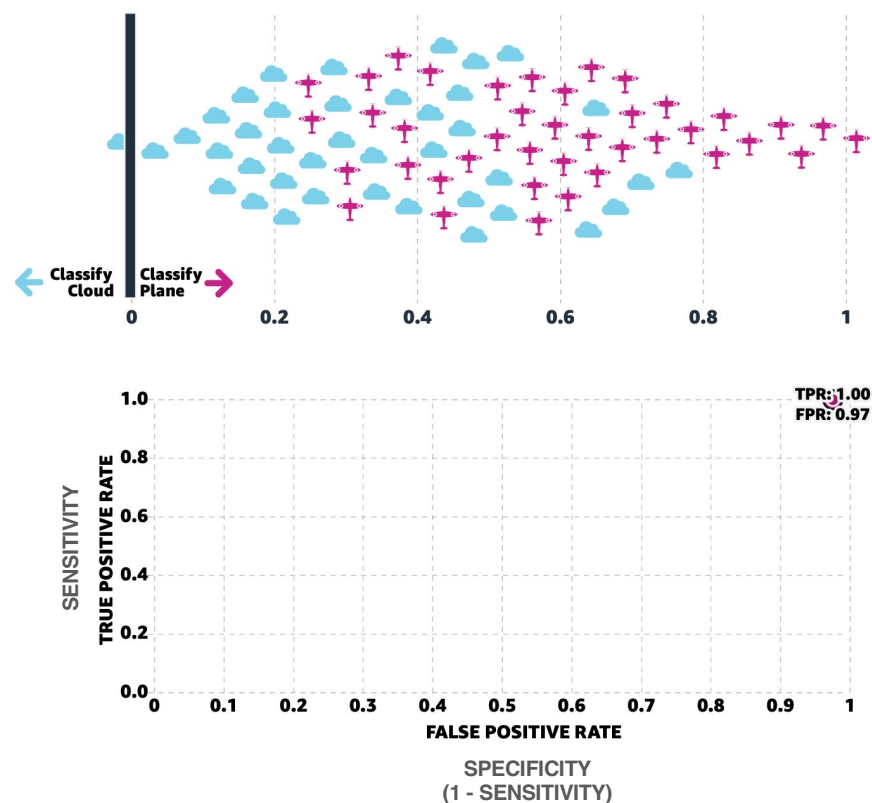 Classify Cloud
Classify Plane
0 0.2 0.4 0.6 0.8 1
TPR: 1.00
FPR: 0.97
1.0
0.8
0.6
0.4
0.2
0.0
SENSITIVITY
TRUE POSITIVE RATE
0 0.1 0.2 0.3 0.4 0.5 0.6 0.7 0.8 0.9 1
FALSE POSITIVE RATE
SPECIFICITY
(1 - SENSITIVITY)